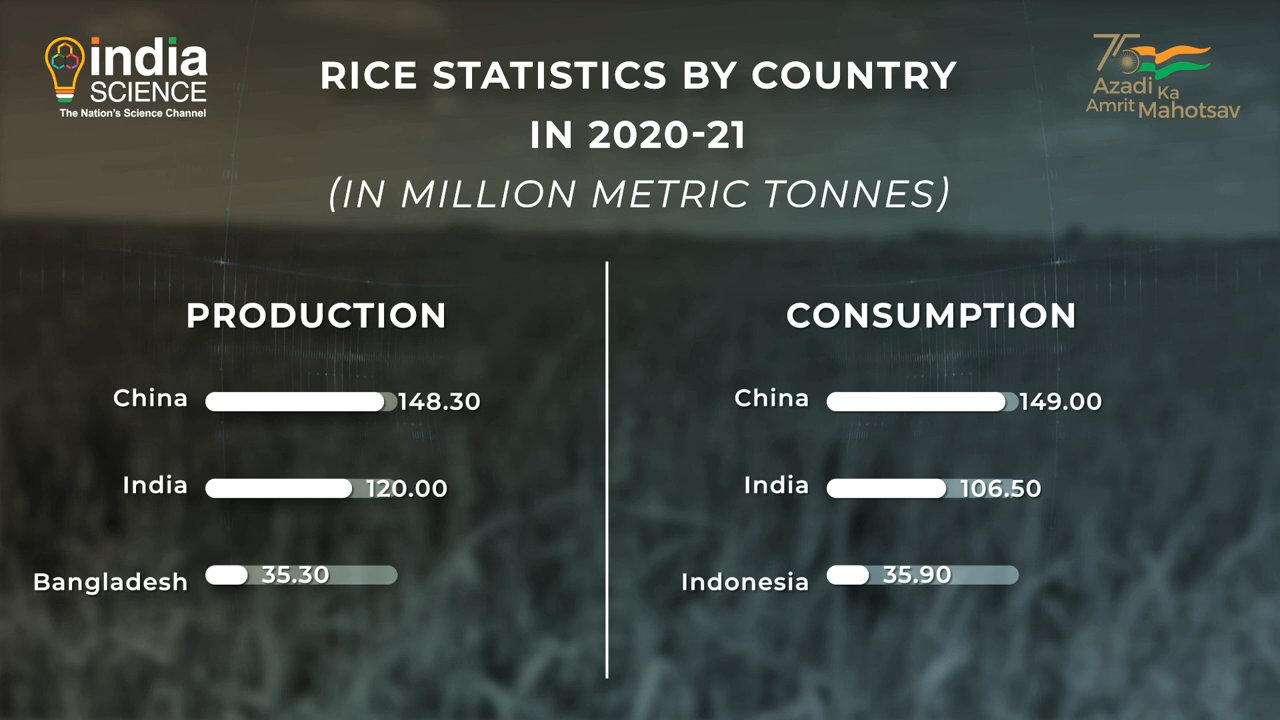 india
SCIENCE
The Nation's Science Channel
RICE STATISTICS BY COUNTRY
IN 2020-21
(IN MILLION METRIC TONNES)
75
Azadi Ka
Amrit Mahotsav
PRODUCTION
China 148.30
India 120.00
Bangladesh 35.30
CONSUMPTION
China 149.00
India 106.50
Indonesia 35.90